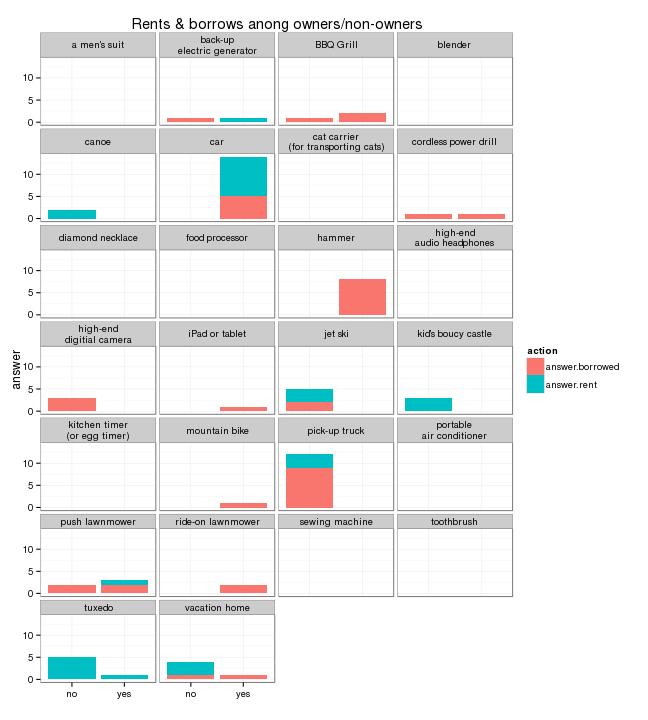 Rents & borrows among owners/non-owners
a men's suit
back-up
electric generator
BBQ Grill
blender
10
5
0
canoe
car
cat carrier
(for transporting cats)
cordless power drill
10
5
0
diamond necklace
food processor
hammer
high-end
audio headphones
10
5
0
high-end
digitial camera
iPad or tablet
jet ski
kid's boucy castle
10
5
0
answer
action
answer.borrowed
answer.rent
kitchen timer
(or egg timer)
mountain bike
pick-up truck
portable
air conditioner
10
5
0
push lawnmower
ride-on lawnmower
sewing machine
toothbrush
10
5
0
tuxedo
vacation home
10
5
0
no yes no yes